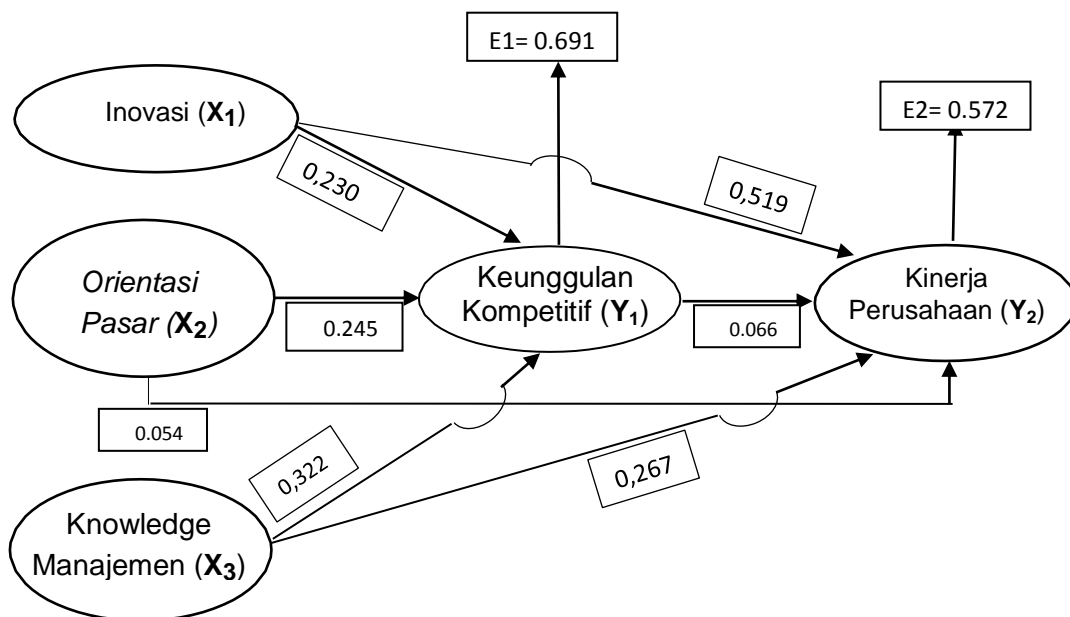 E1= 0.691
Inovasi (X1)
E2= 0.572
0,230
0,519
Orientasi
Pasar (X2)
Keunggulan
Kompetitif (Y1)
Kinerja
Perusahaan (Y2)
0.245
0.066
0.054
0,322
0,267
Knowledge
Manajemen (X3)